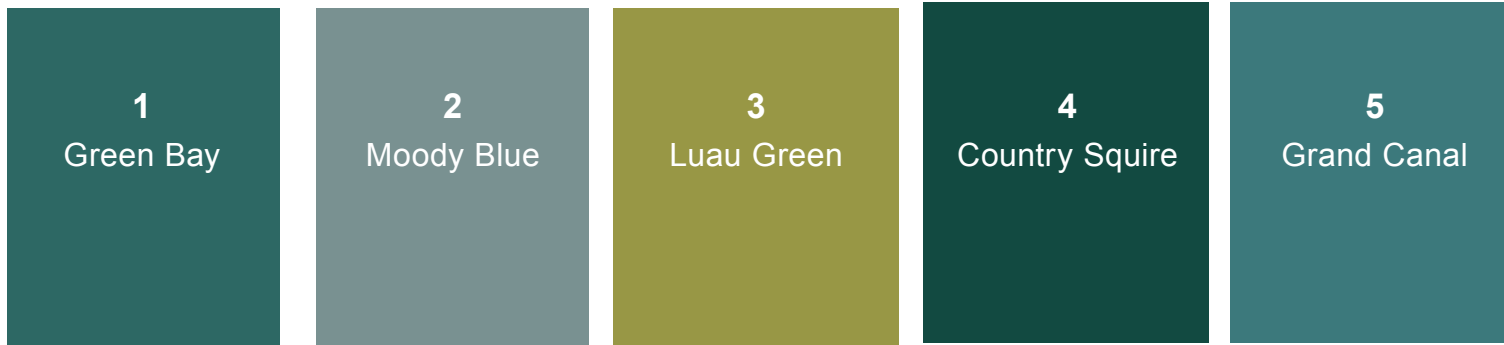 1
Green Bay
2
Moody Blue
3
Luau Green
4
Country Squire
5
Grand Canal